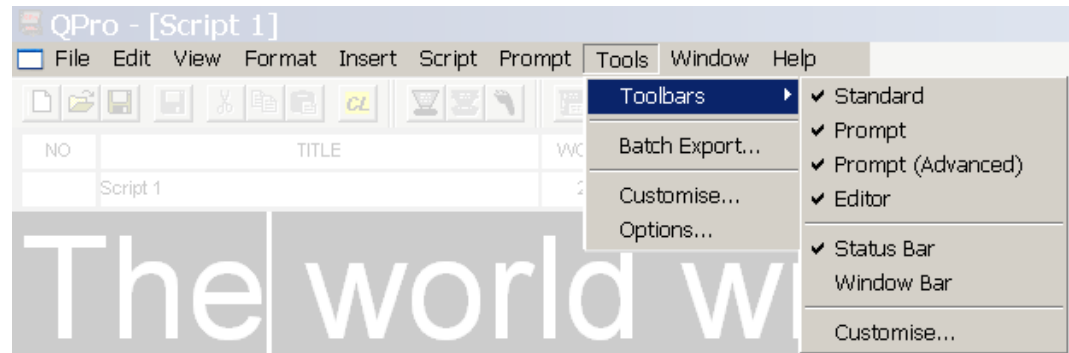 QPro - [Script 1]
File Edit View Format Insert Script Prompt Tools Window Help
CL
Toolbars
Batch Export...
Customise...
Options...
✔ Standard
✔ Prompt
✔ Prompt (Advanced)
✔ Editor
✔ Status Bar
Window Bar
Customise...
NO TITLE
Script 1
The world